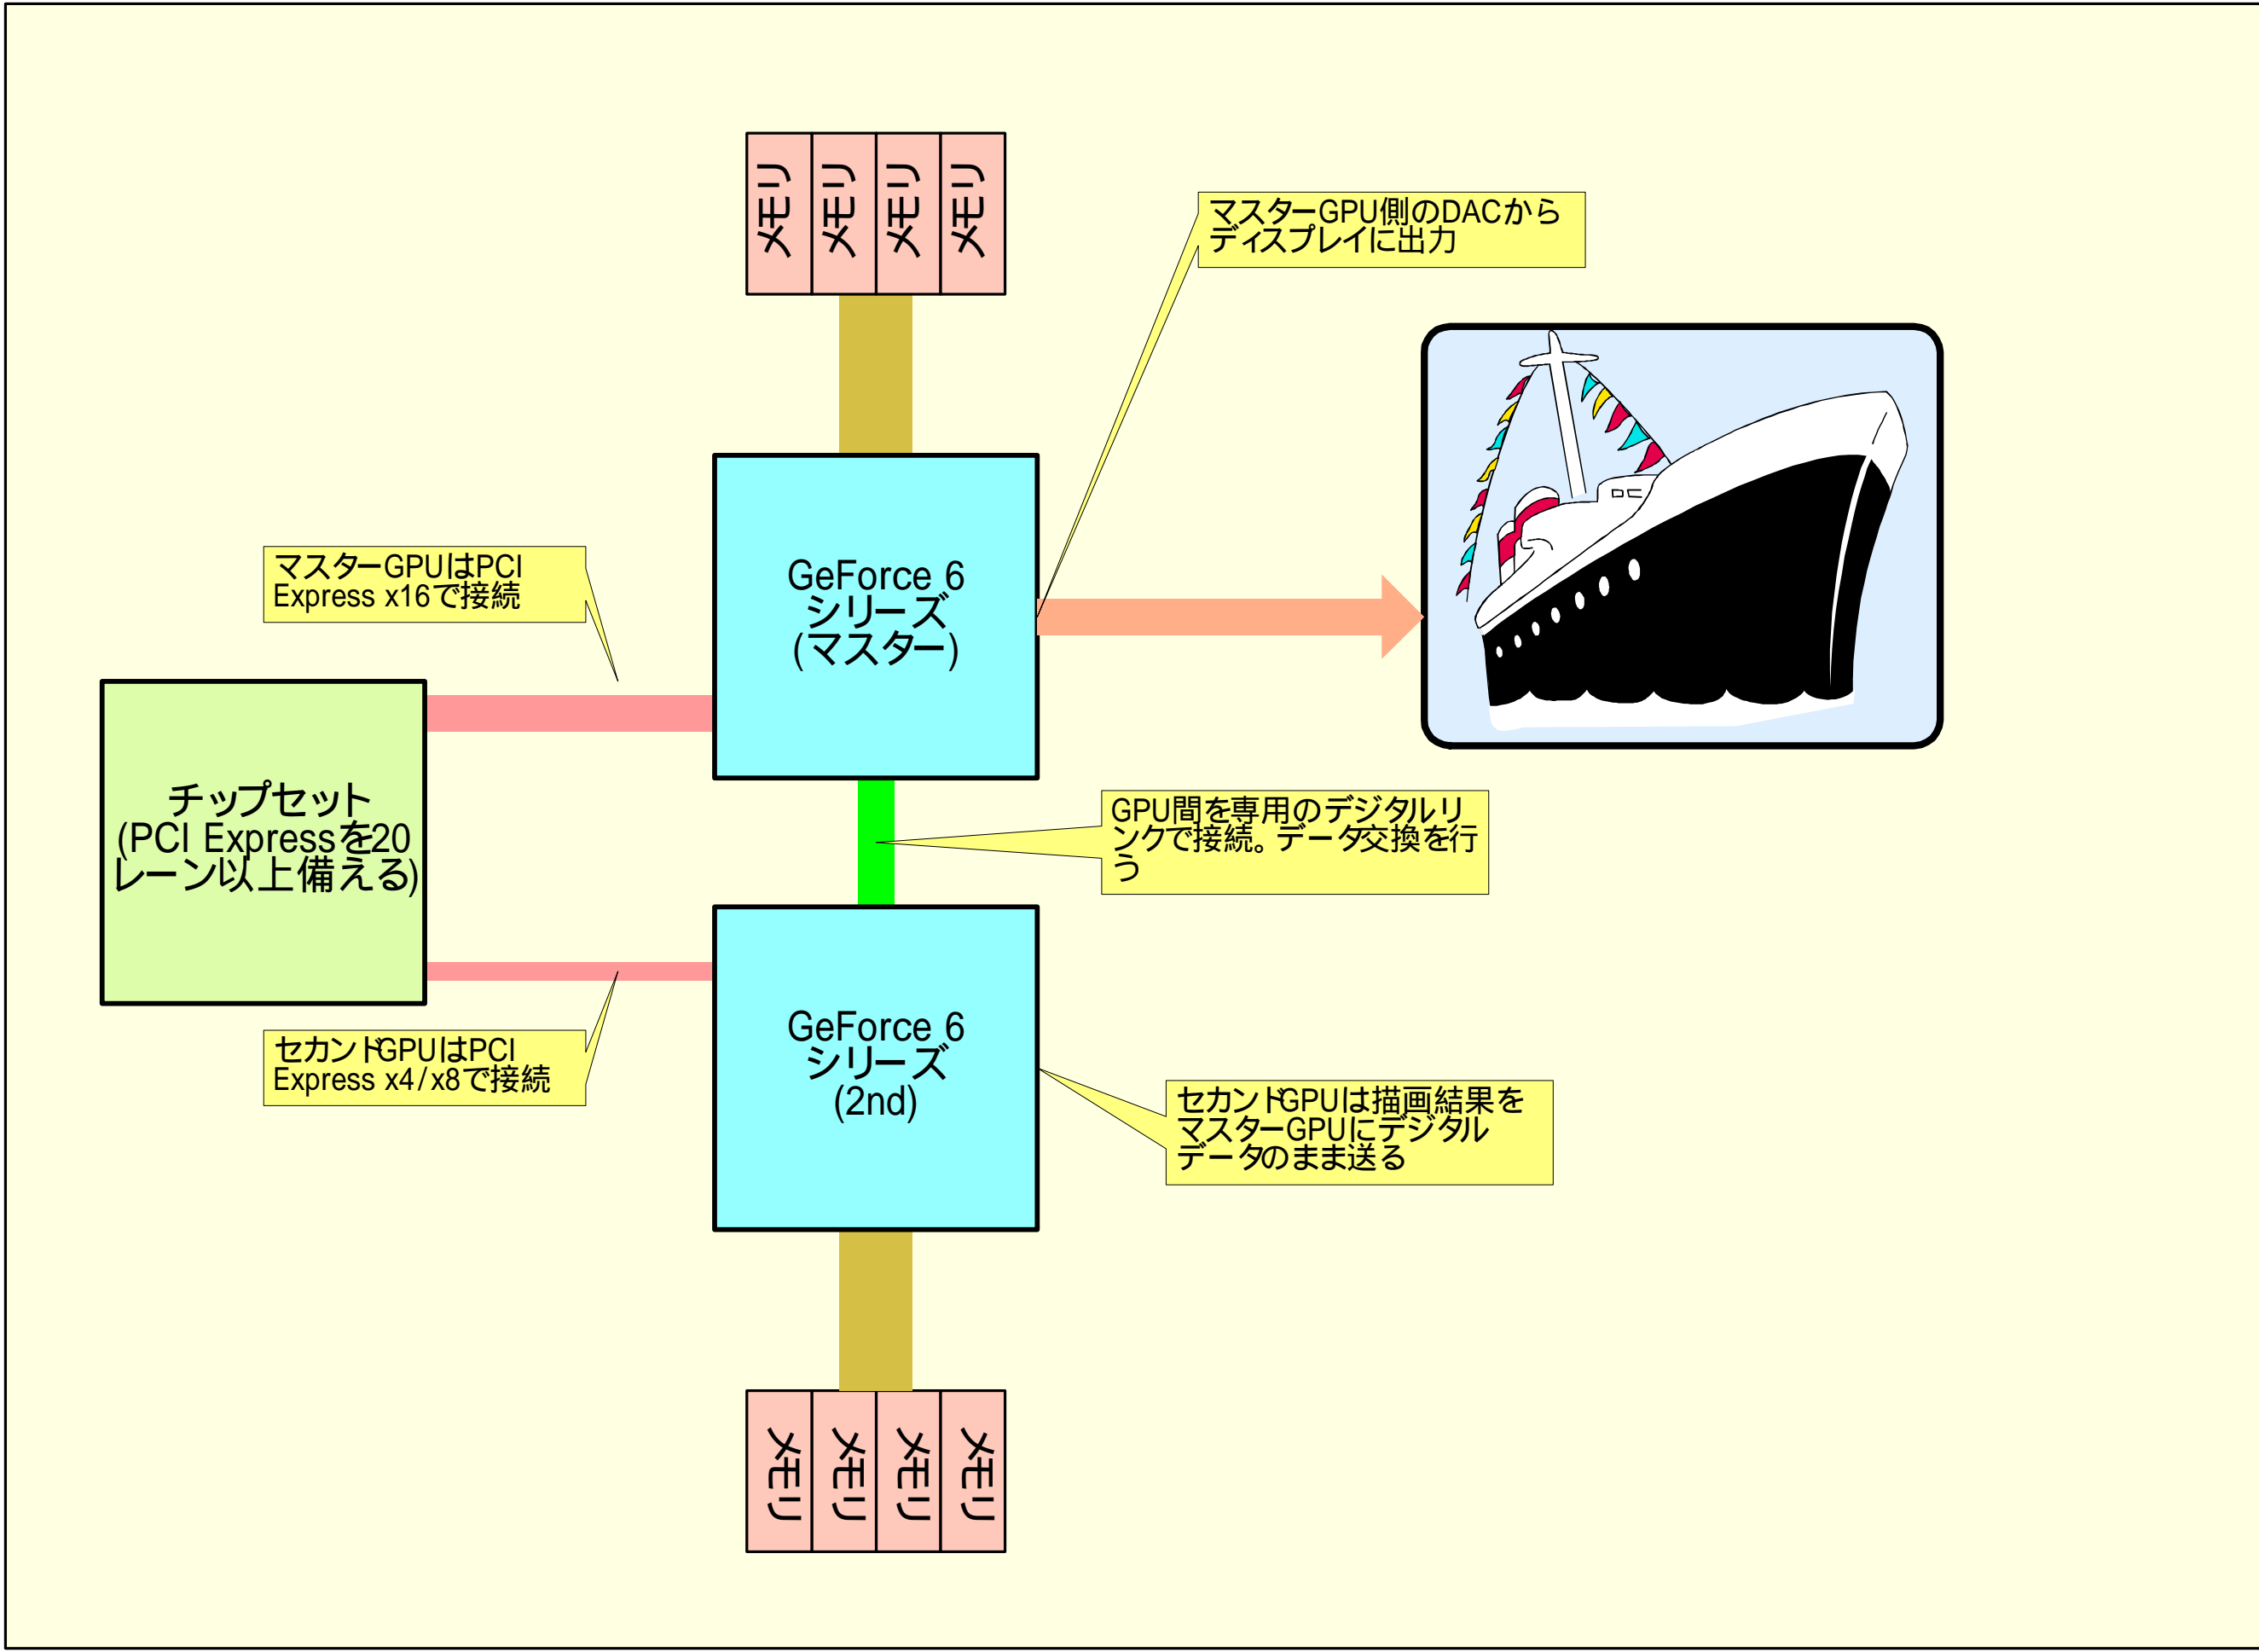 メモリ
メモリ
メモリ
メモリ
マスターGPU側のDACから
ディスプレイに出力
マスターGPUはPCI
Express x16で接続
GeForce 6
シリーズ
(マスター)
チップセット
(PCI Expressを20
レーン以上備える)
GPU間を専用のデジタルリ
ンクで接続。データ交換を行
う
セカンドGPUはPCI
Express x4/x8で接続
GeForce 6
シリーズ
(2nd)
セカンドGPUは描画結果を
マスターGPUにデジタル
データのまま送る
メモリ
メモリ
メモリ
メモリ